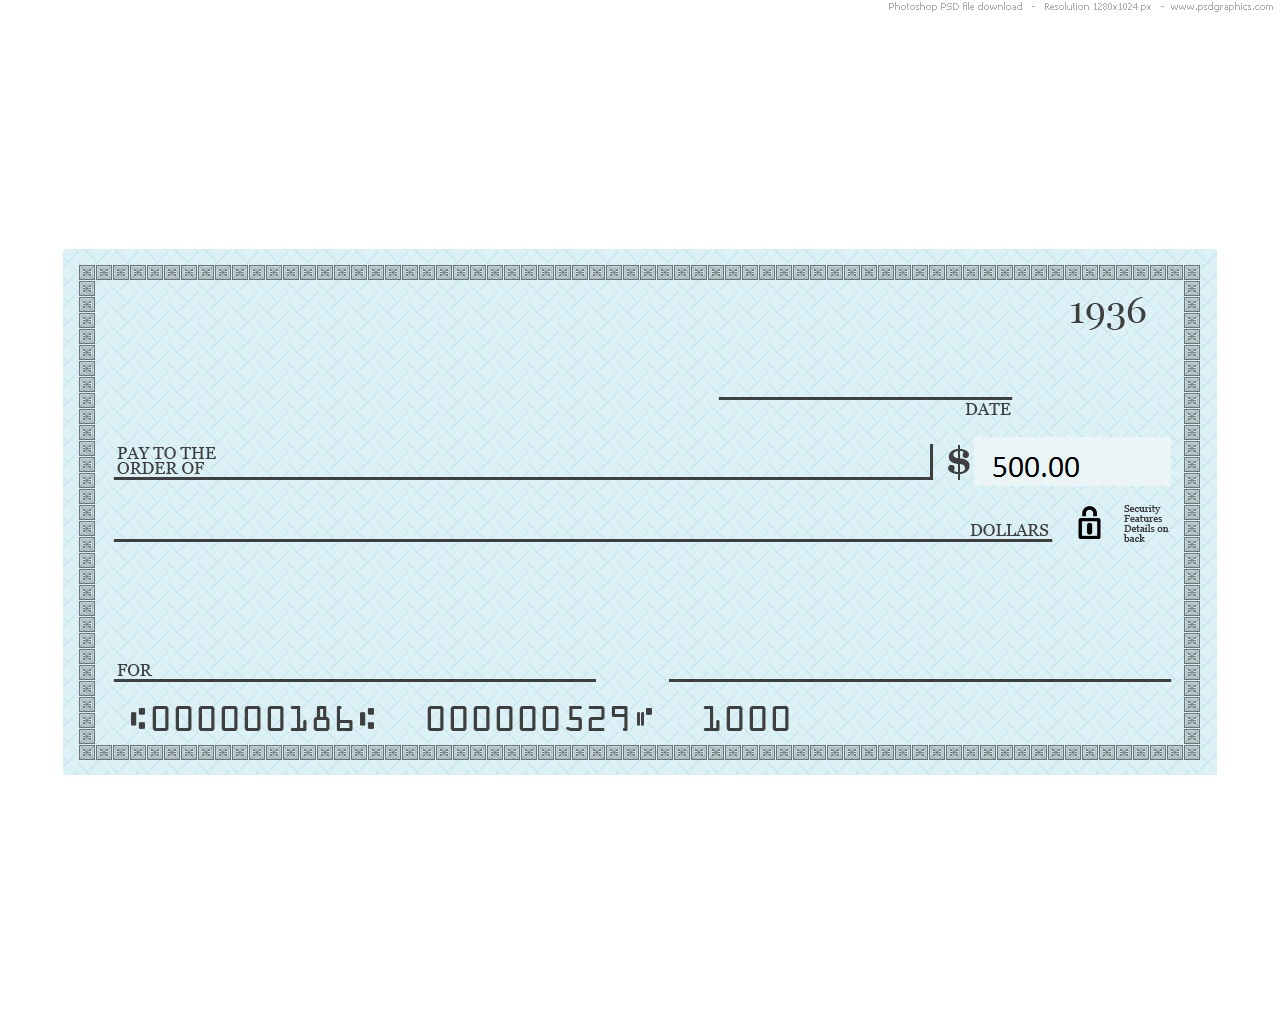 Photoshop PSD file download - Resolution 1280x1024 px - www.psdgraphics.com
1936
DATE
PAY TO THE
ORDER OF
$ 500.00
DOLLARS
Security
Features
Details on
back
FOR
⑆000000186⑆ 000000529⑈ 1000